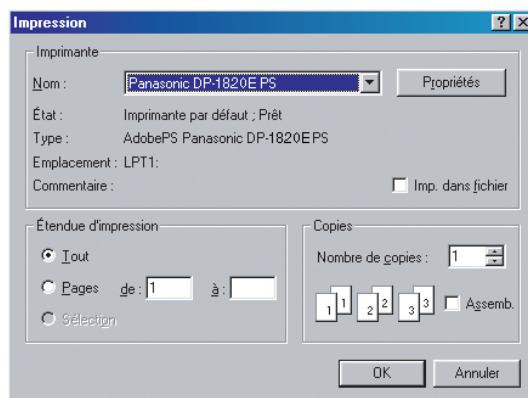 Impression
Imprimante
Nom : Panasonic DP-1820E PS Propriétés
État : Imprimante par défaut ; Prêt
Type : AdobePS Panasonic DP-1820E PS
Emplacement : LPT1:
Commentaire : Imp. dans fichier
Étendue d'impression
Tout
Pages de : 1 à :
Sélection
Copies
Nombre de copies : 1
1 1 2 2 3 3 Assemb.
OK Annuler